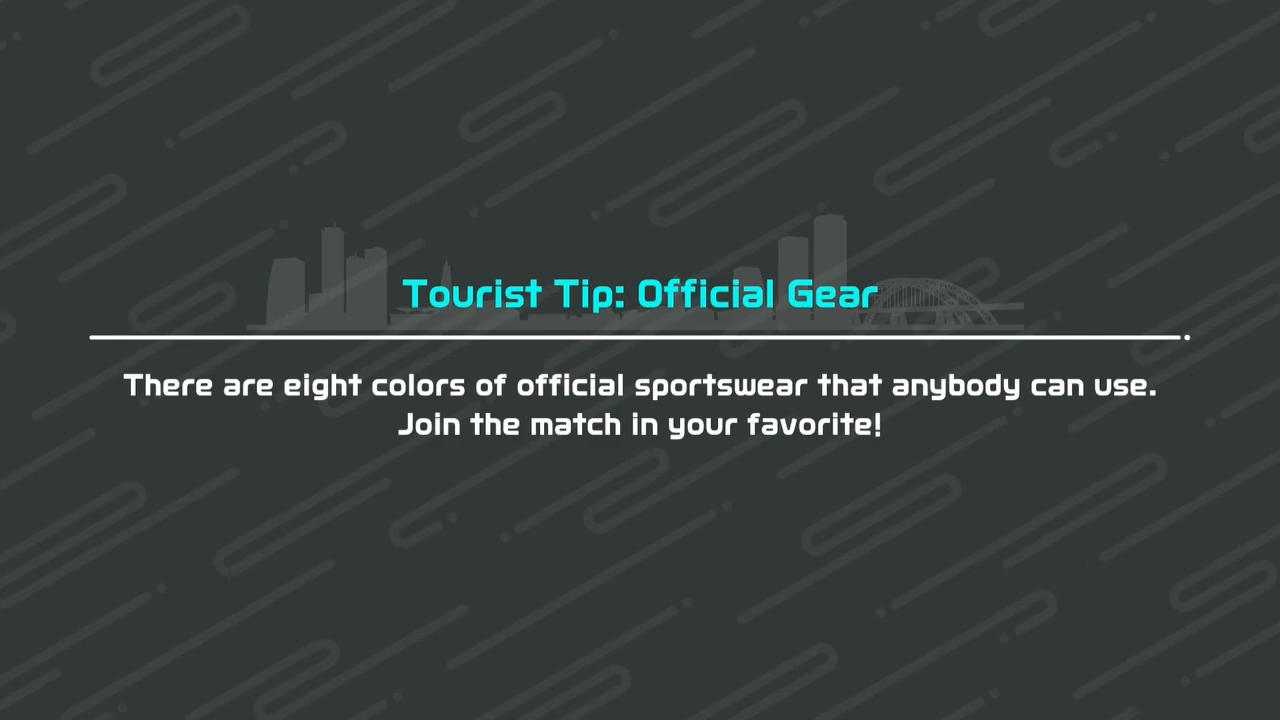 Tourist Tip: Official Gear
There are eight colors of official sportswear that anybody can use.
Join the match in your favorite!